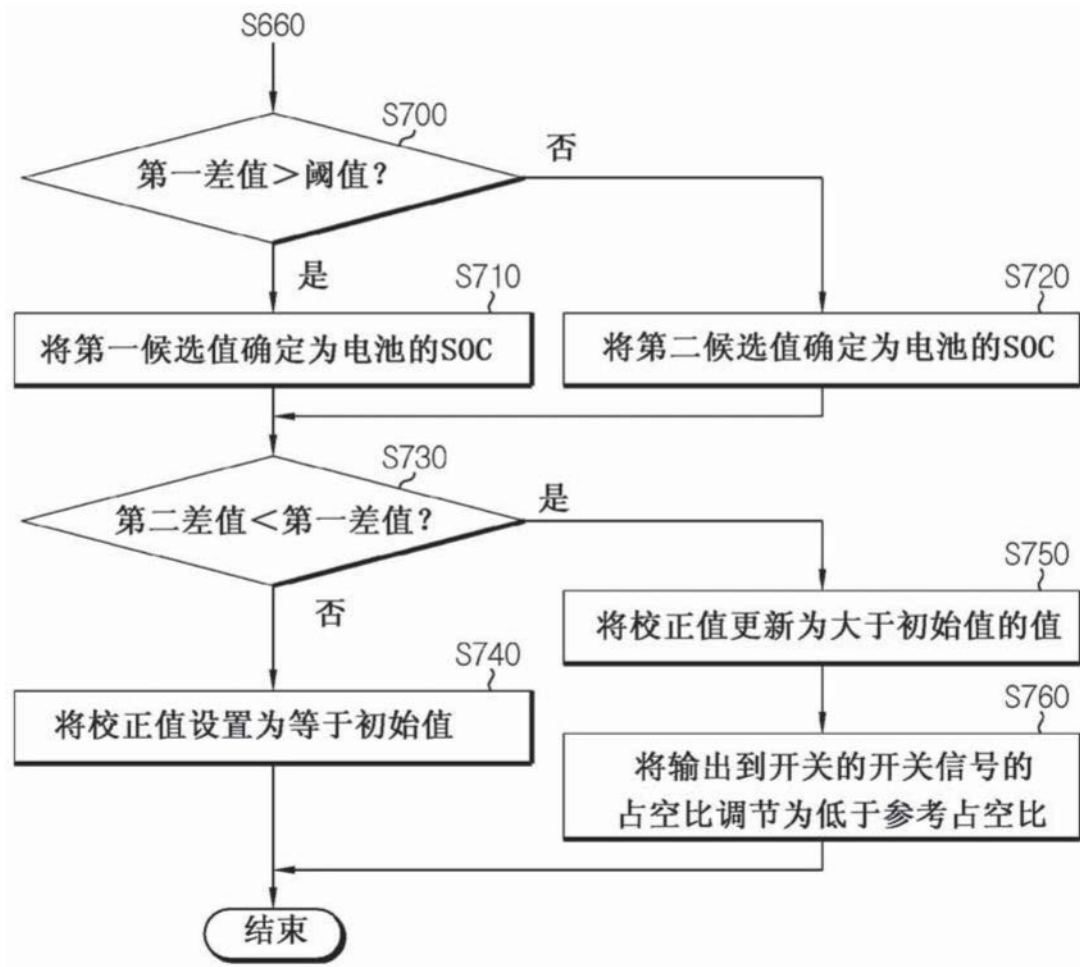 S660
S700
第一差值＞阈值？
否
是
S710
将第一候选值确定为电池的SOC
S720
将第二候选值确定为电池的SOC
S730
第二差值＜第一差值？
是
否
S750
将校正值更新为大于初始值的值
S740
将校正值设置为等于初始值
S760
将输出到开关的开关信号的
占空比调节为低于参考占空比
结束